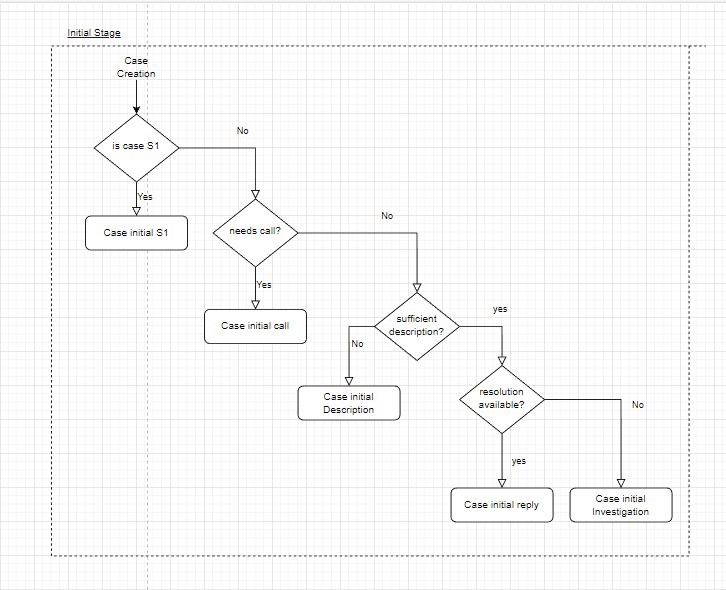 Initial Stage
Case
Creation
is case S1
No
Yes
Case initial S1
needs call?
No
Yes
Case initial call
sufficient
description?
yes
No
Case initial
Description
resolution
available?
No
yes
Case initial reply
Case initial
Investigation